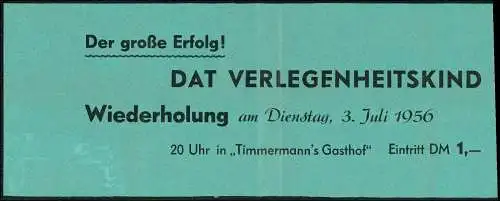 Der große Erfolg!
DAT VERLEGENHEITSKIND
Wiederholung am Dienstag, 3. Juli 1956
20 Uhr in „Timmermann's Gasthof" Eintritt DM 1,—